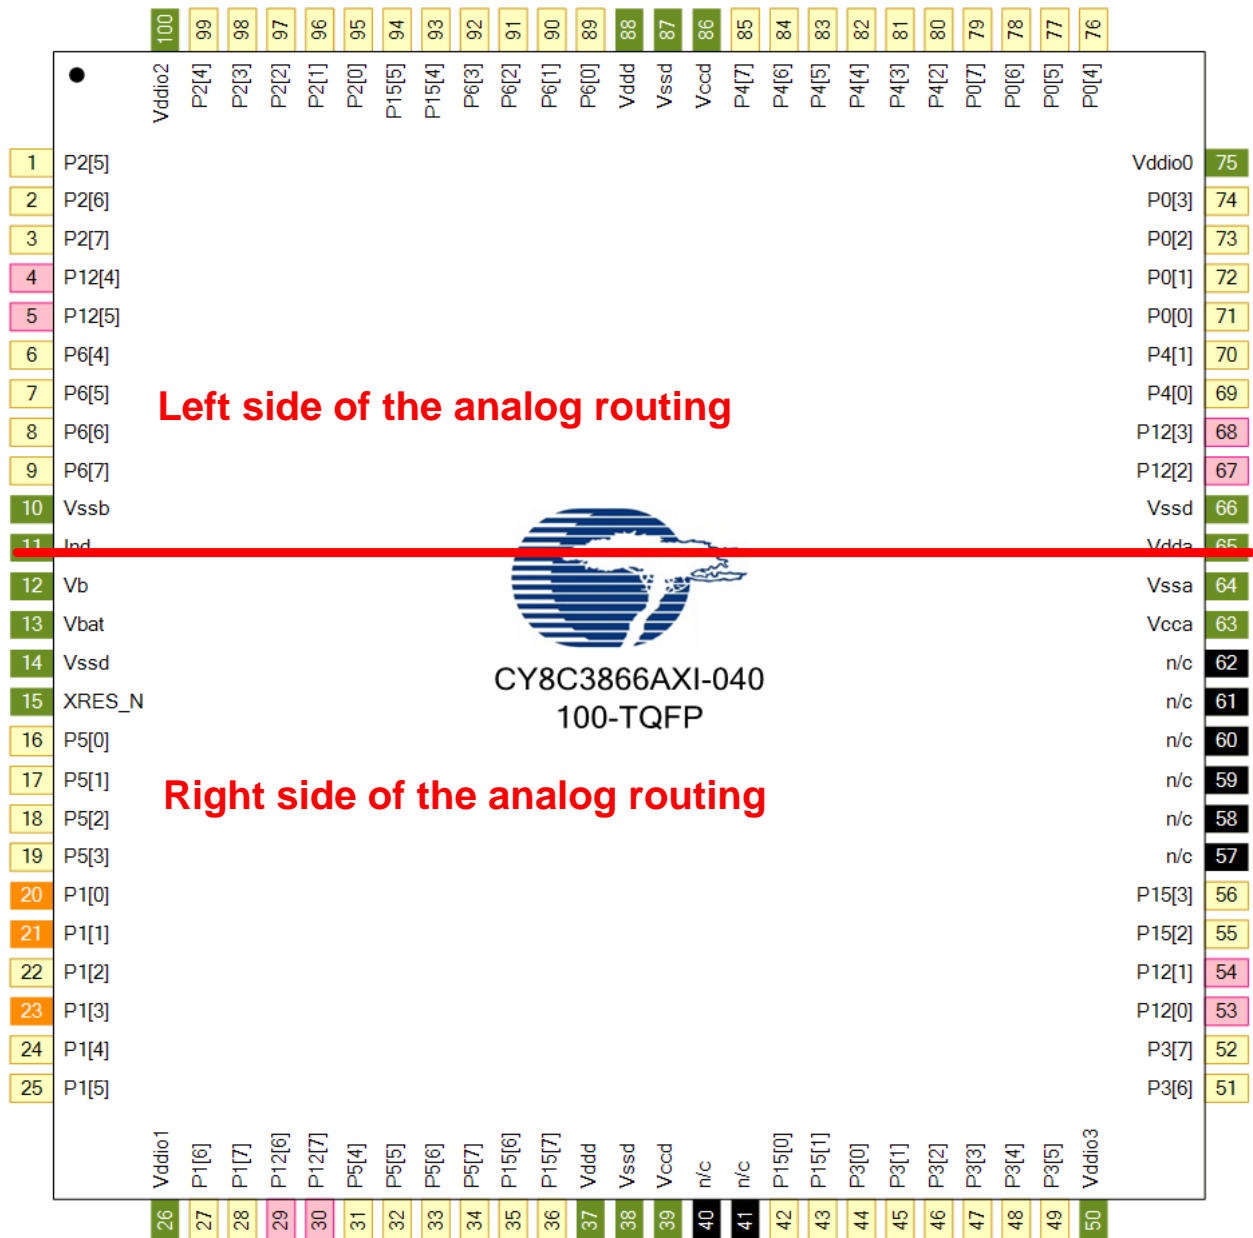 100 99 98 97 96 95 94 93 92 91 90 89 88 87 86 85 84 83 82 81 80 79 78 77 76
Vddio2 P2[4] P2[3] P2[2] P2[1] P2[0] P15[5] P15[4] P6[3] P6[2] P6[1] P6[0] Vddd Vssd Vccd P4[7] P4[6] P4[5] P4[4] P4[3] P4[2] P0[7] P0[6] P0[5] P0[4]
1 P2[5] Vddio0 75
2 P2[6] P0[3] 74
3 P2[7] P0[2] 73
4 P12[4] P0[1] 72
5 P12[5] P0[0] 71
6 P6[4] P4[1] 70
7 P6[5] P4[0] 69
Left side of the analog routing
8 P6[6] P12[3] 68
9 P6[7] P12[2] 67
10 Vssb Vssd 66
11 Ind Vdda 65
12 Vb Vssa 64
13 Vbat Vcca 63
14 Vssd n/c 62
CY8C3866AXI-040
15 XRES_N n/c 61
100-TQFP
16 P5[0] n/c 60
17 P5[1] n/c 59
Right side of the analog routing
18 P5[2] n/c 58
19 P5[3] n/c 57
20 P1[0] P15[3] 56
21 P1[1] P15[2] 55
22 P1[2] P12[1] 54
23 P1[3] P12[0] 53
24 P1[4] P3[7] 52
25 P1[5] P3[6] 51
Vddio1 P1[6] P1[7] P12[6] P12[7] P5[4] P5[5] P5[6] P5[7] P15[6] P15[7] Vddd Vssd Vccd n/c n/c P15[0] P15[1] P3[0] P3[1] P3[2] P3[3] P3[4] P3[5] Vddio3
26 27 28 29 30 31 32 33 34 35 36 37 38 39 40 41 42 43 44 45 46 47 48 49 50